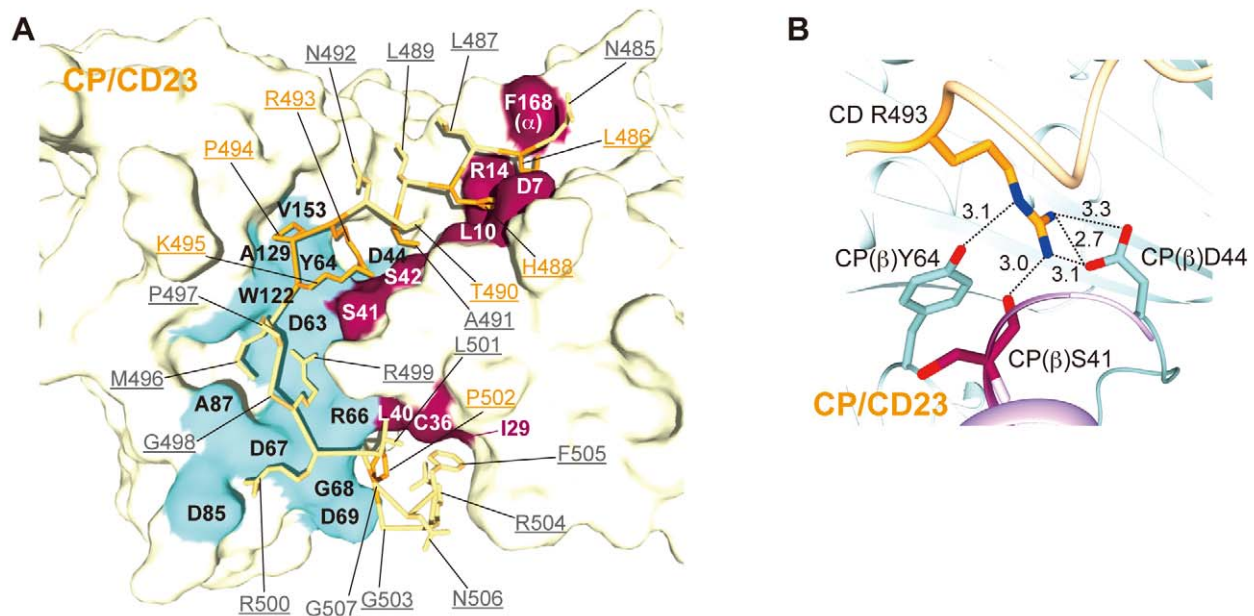 A
CP/CD23
N492
L489
L487
N485
R493
F168
(α)
P494
L486
R14
D7
V153
L10
K495
A129
Y64
D44
S42
H488
W122
P497
S41
T490
D63
A491
L501
M496
R499
P502
A87
R66
L40
C36
I29
G498
D67
F505
G68
D85
D69
R504
R500
G507
G503
N506
B
CD R493
3.1
3.3
2.7
CP(β)Y64
3.0
3.1
CP(β)D44
CP(β)S41
CP/CD23